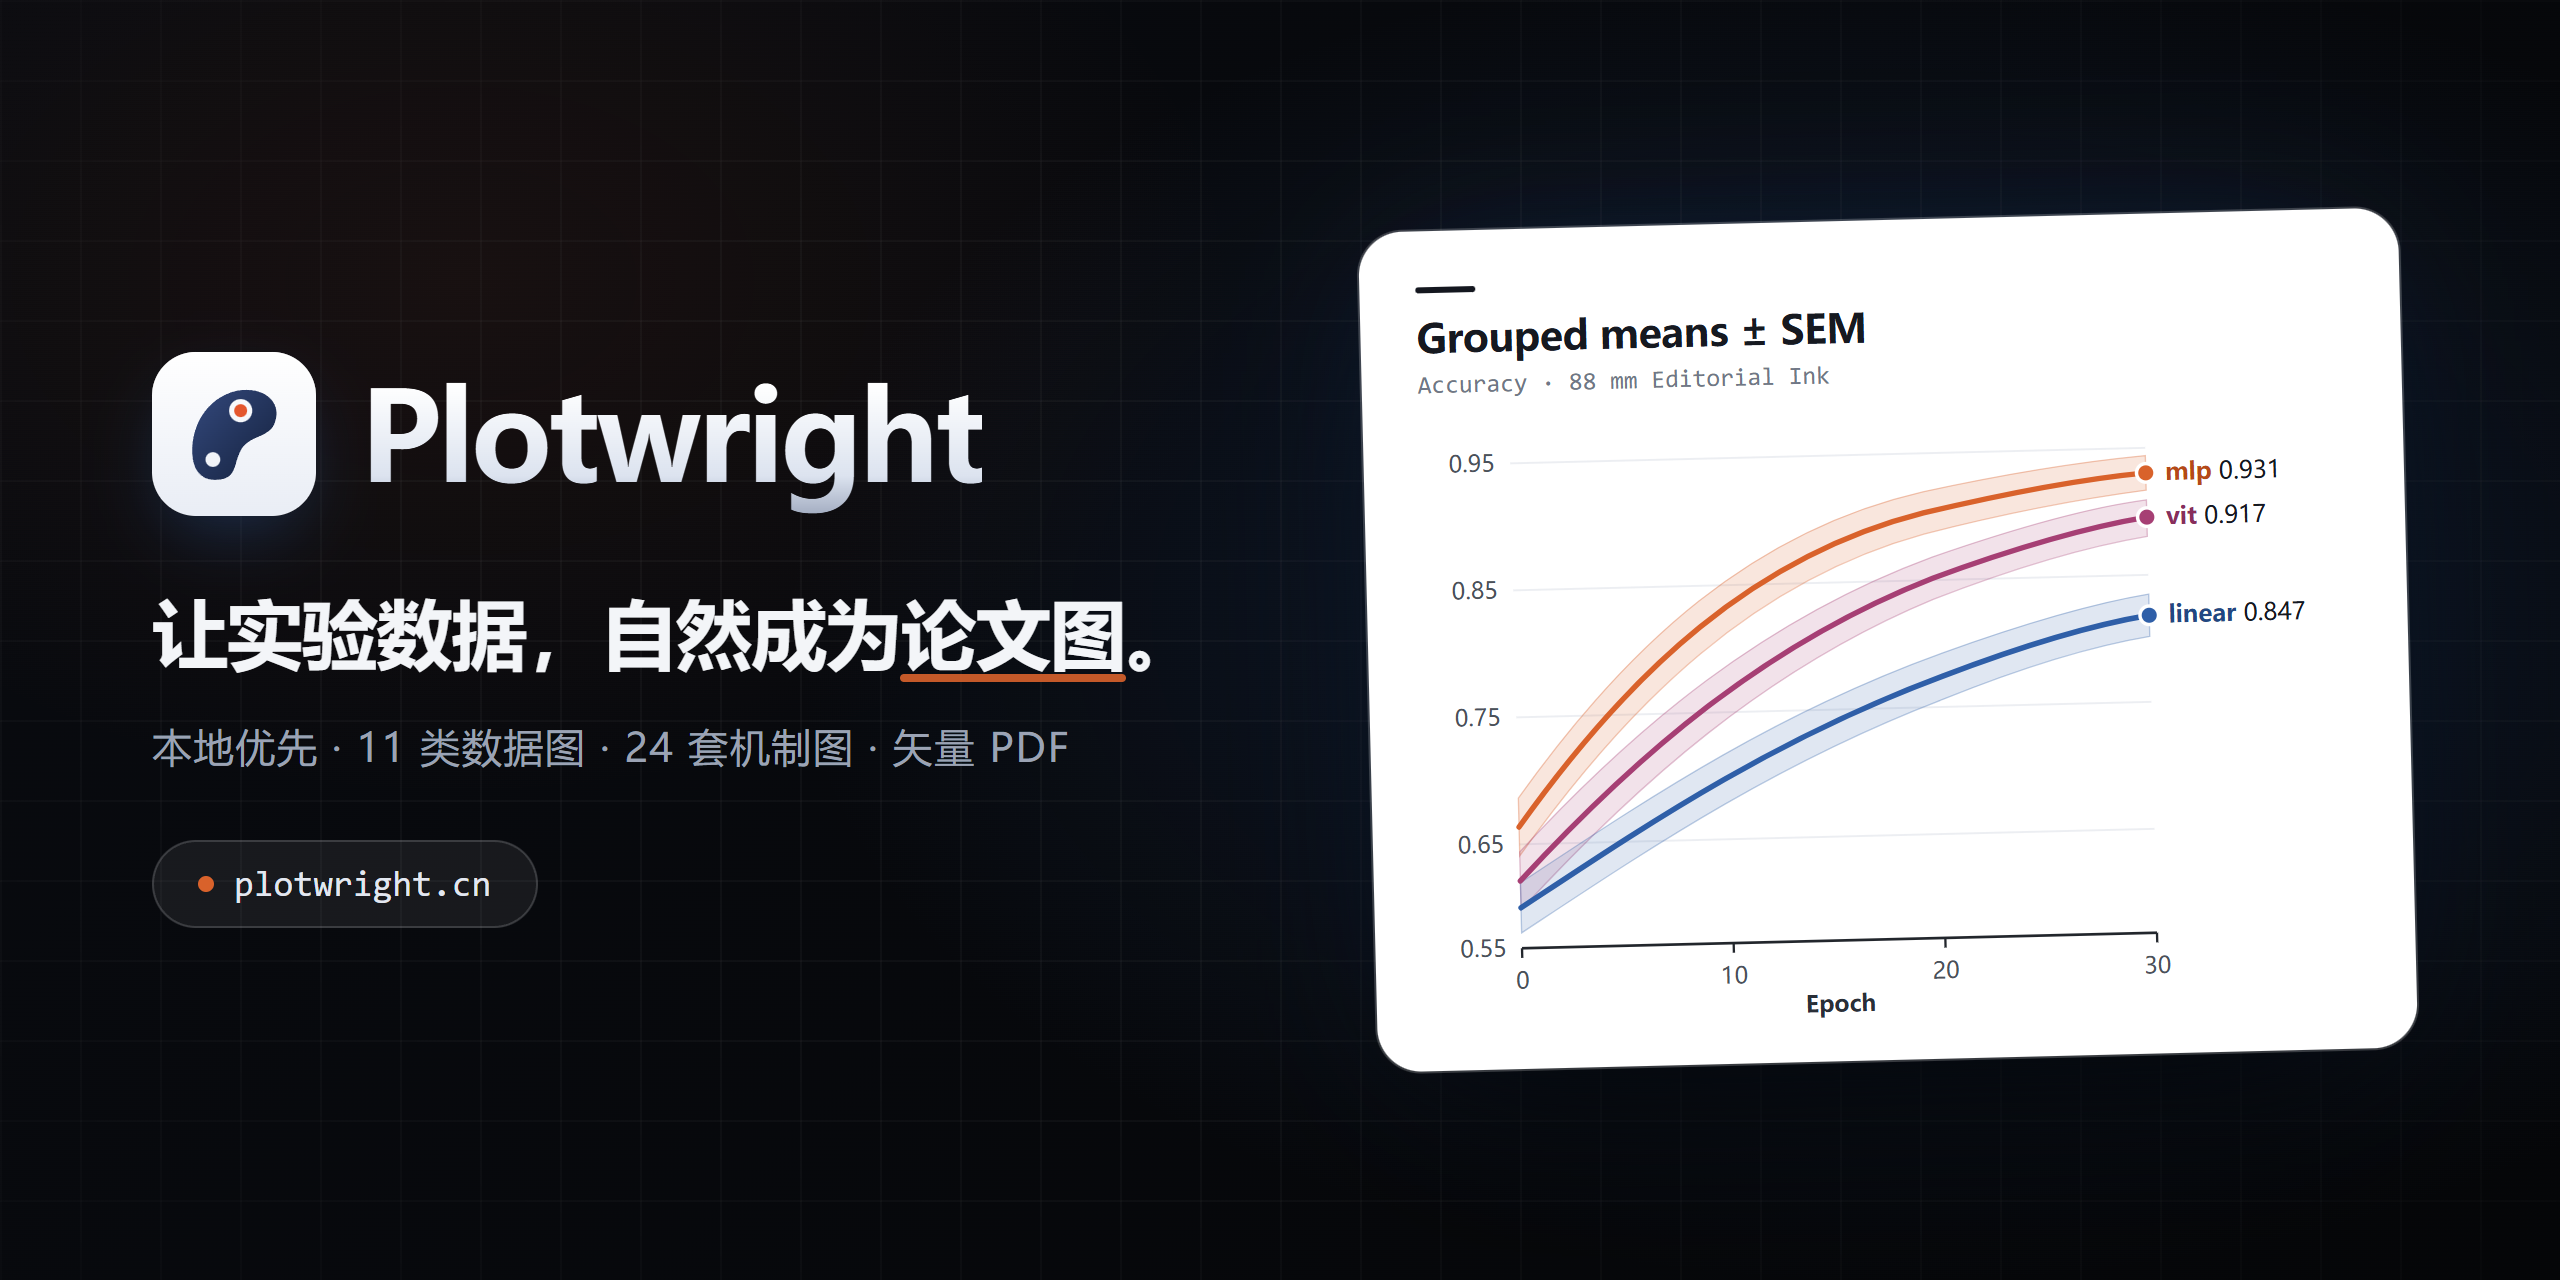 Plotwright
让实验数据，自然成为论文图。
本地优先 · 11 类数据图 · 24 套机制图 · 矢量 PDF
plotwright.cn
Grouped means ± SEM
Accuracy · 88 mm Editorial Ink
0.95
mlp 0.931
vit 0.917
0.85
linear 0.847
0.75
0.65
0.55
0 10 20 30
Epoch